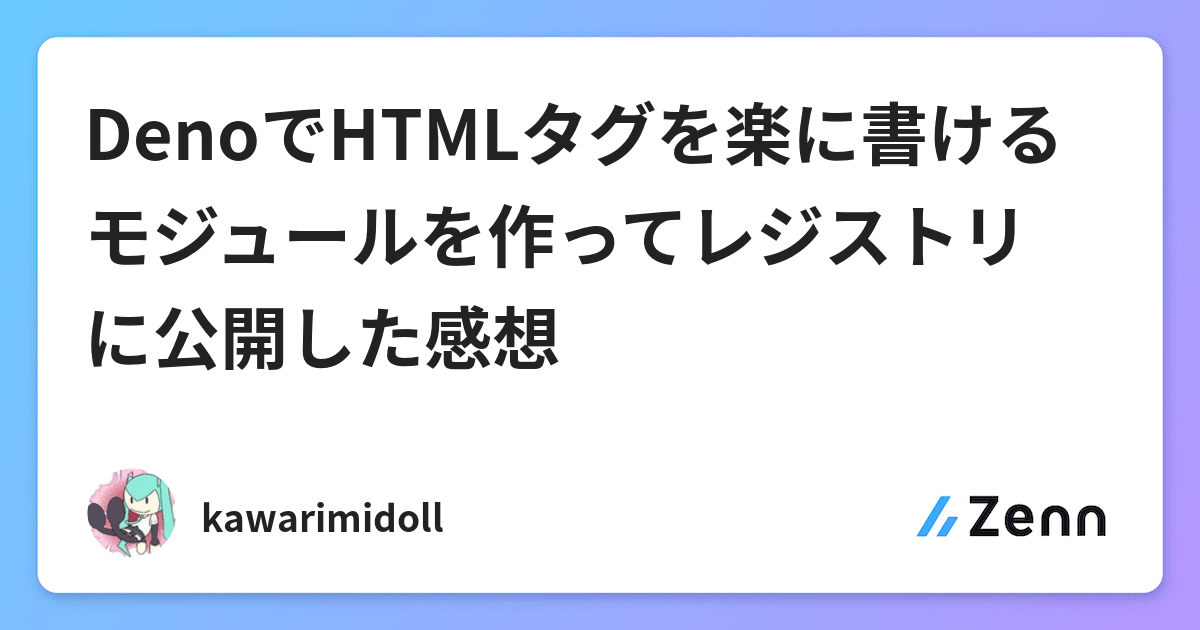 DenoでHTMLタグを楽に書ける
モジュールを作ってレジストリ
に公開した感想
kawarimidoll
Zenn